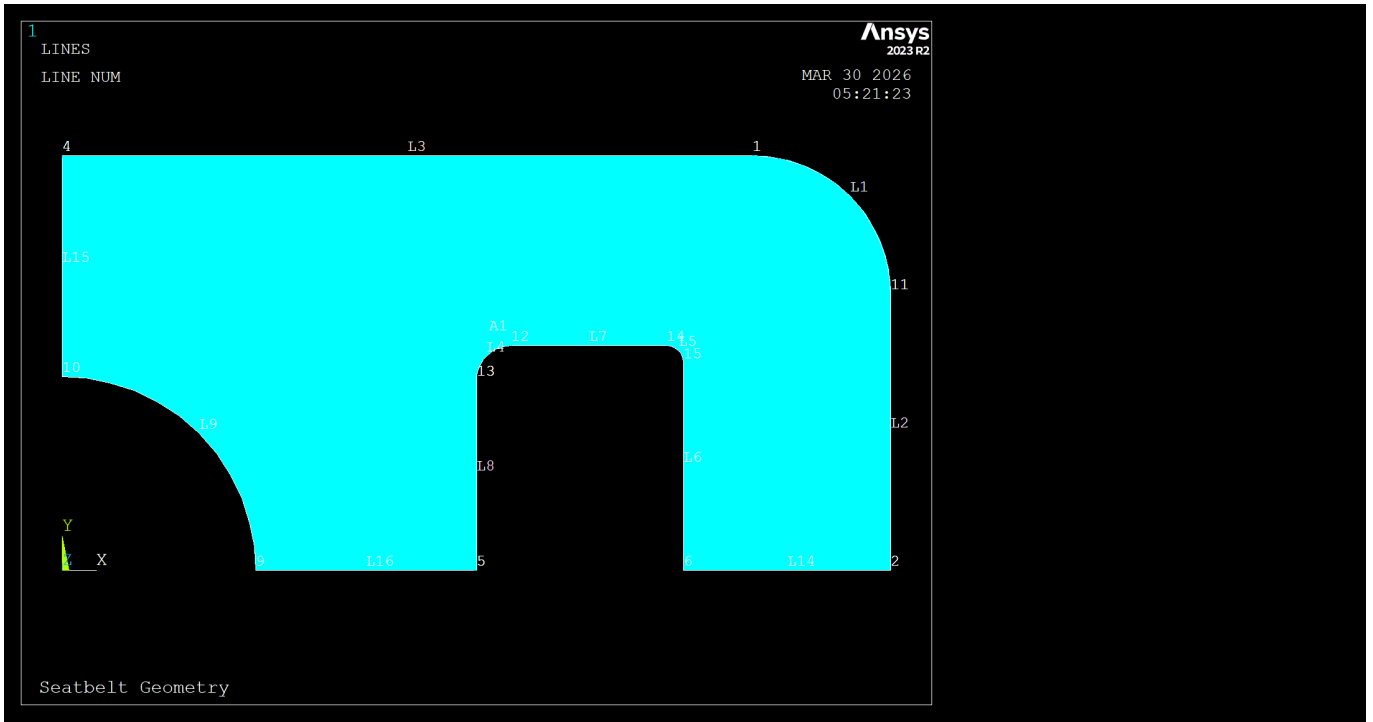 1
LINES
LINE NUM
Ansys
2023 R2
MAR 30 2026
05:21:23
4
L3
1
L1
L15
11
A1
12
L7
14
L5
L4
15
10
13
L9
L2
L6
L8
Y
Z
X
9
L16
5
6
L14
2
Seatbelt Geometry